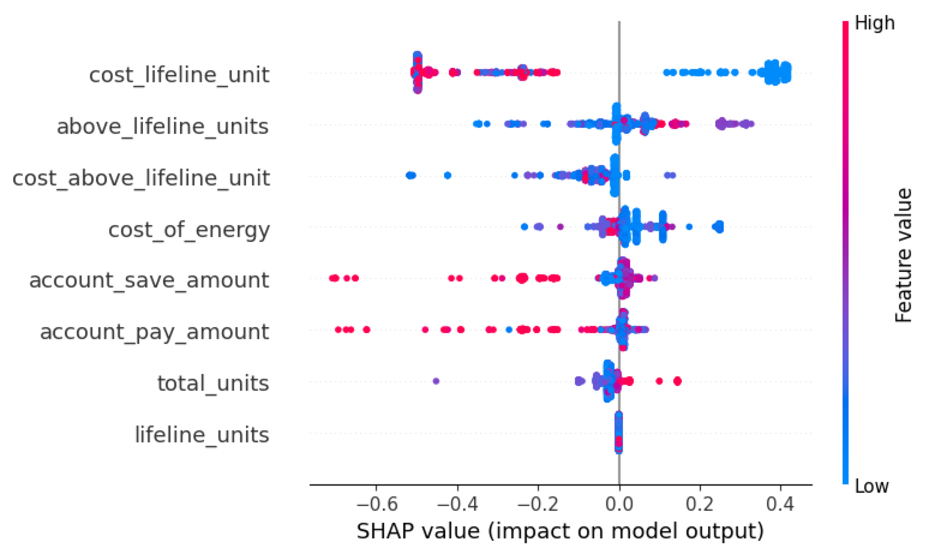 High
cost_lifeline_unit
above_lifeline_units
cost_above_lifeline_unit
cost_of_energy
account_save_amount
account_pay_amount
total_units
lifeline_units
Feature value
Low
−0.6 −0.4 −0.2 0.0 0.2 0.4
SHAP value (impact on model output)